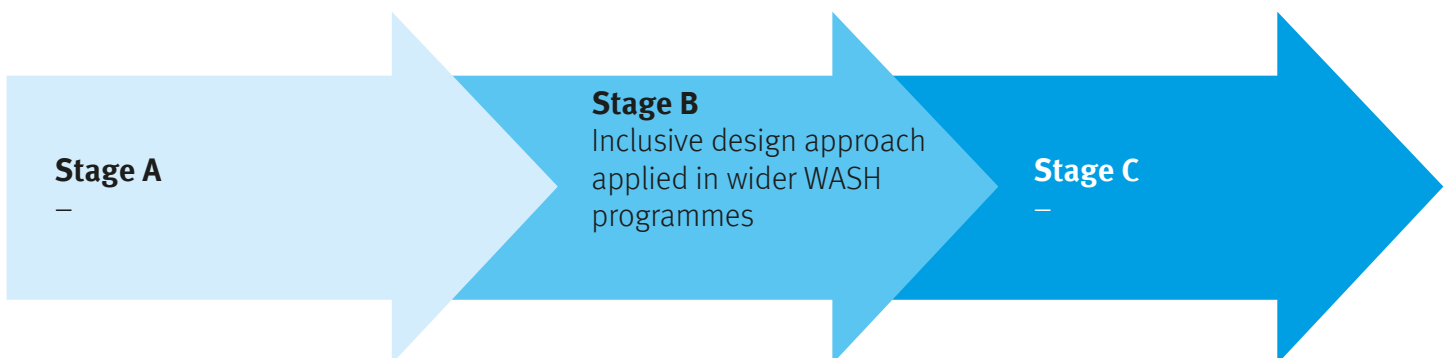 Stage A
–
Stage B
Inclusive design approach
applied in wider WASH
programmes
Stage C
–